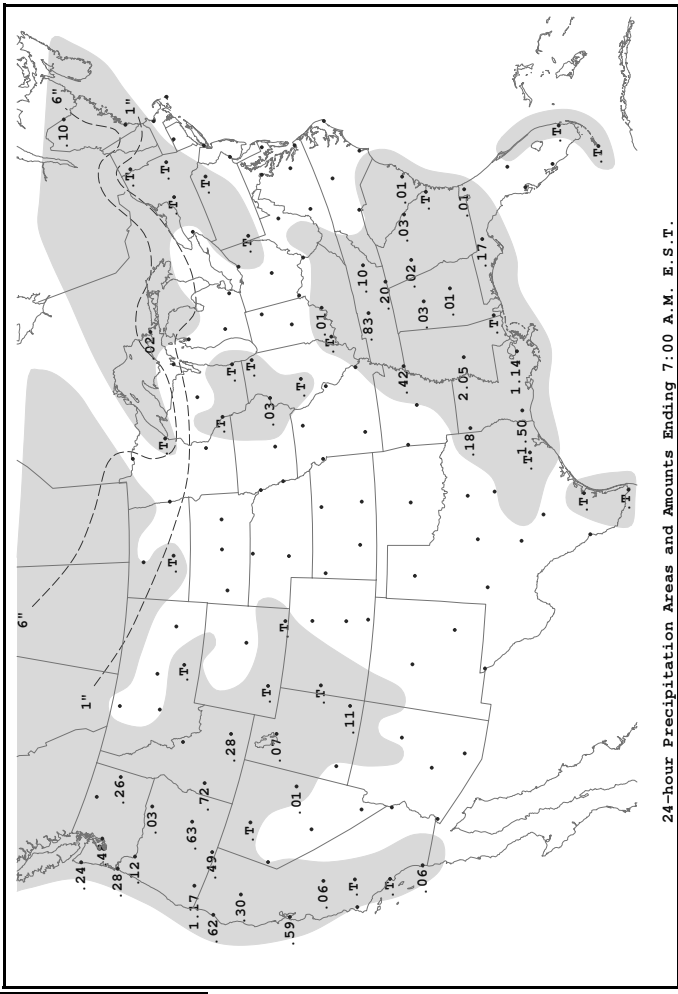 6"
6"
.10
.24
1"
.48
.28
.26
T
1"
.12
.02
.03
T
T
T
T
T
.63
1.17
.72
T
.49
.62
T
.28
T
.30
T
T
T
T
.03
.07
T
.59
.01
T
T
.01
.06
T
.11
T
.10
.83
.20
T
.42
.01
.03
.02
.06
.03
T
.01
2.05
.01
.18
.17
T
1.14
1.50
T
T
T
T
T
24-hour Precipitation Areas and Amounts Ending 7:00 A.M. E.S.T.